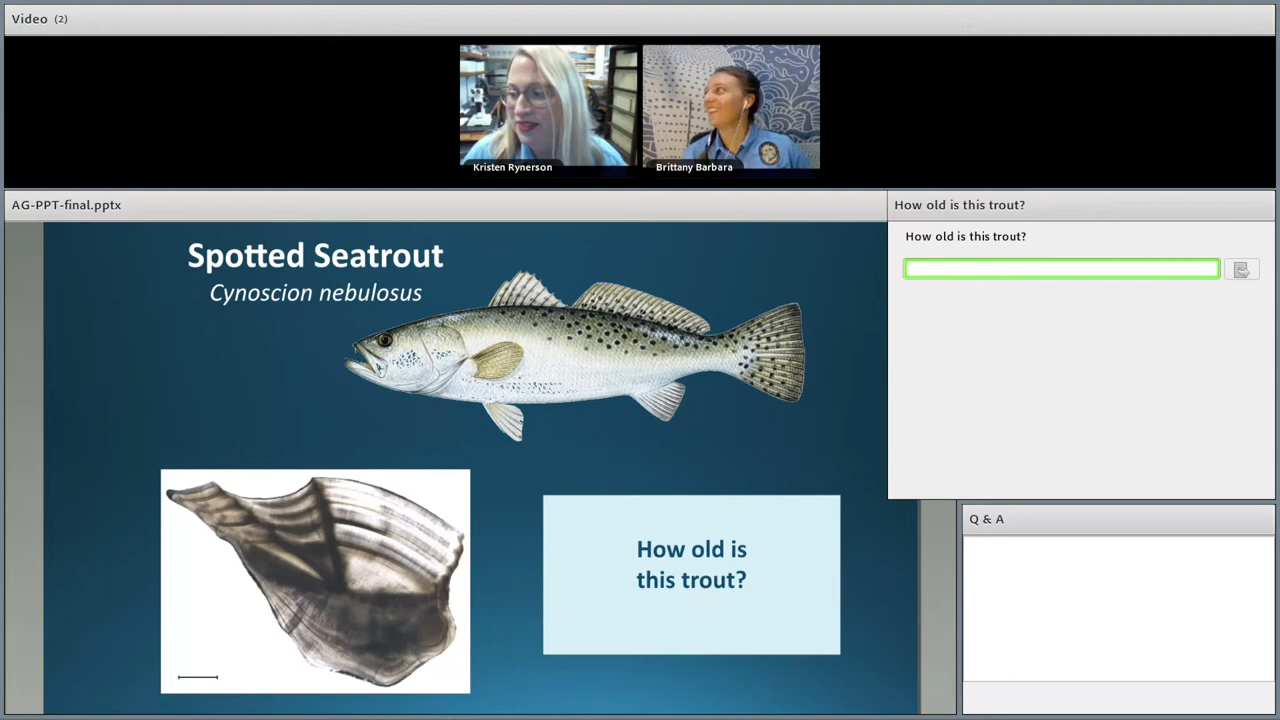 Video (2)
Kristen Rynerson
Brittany Barbara
AG-PPT-final.pptx
How old is this trout?
How old is this trout?
Spotted Seatrout
Cynoscion nebulosus
How old is
this trout?
Q & A